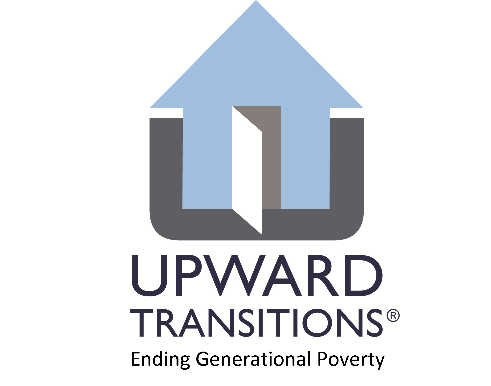 UPWARD
TRANSITIONS®
Ending Generational Poverty